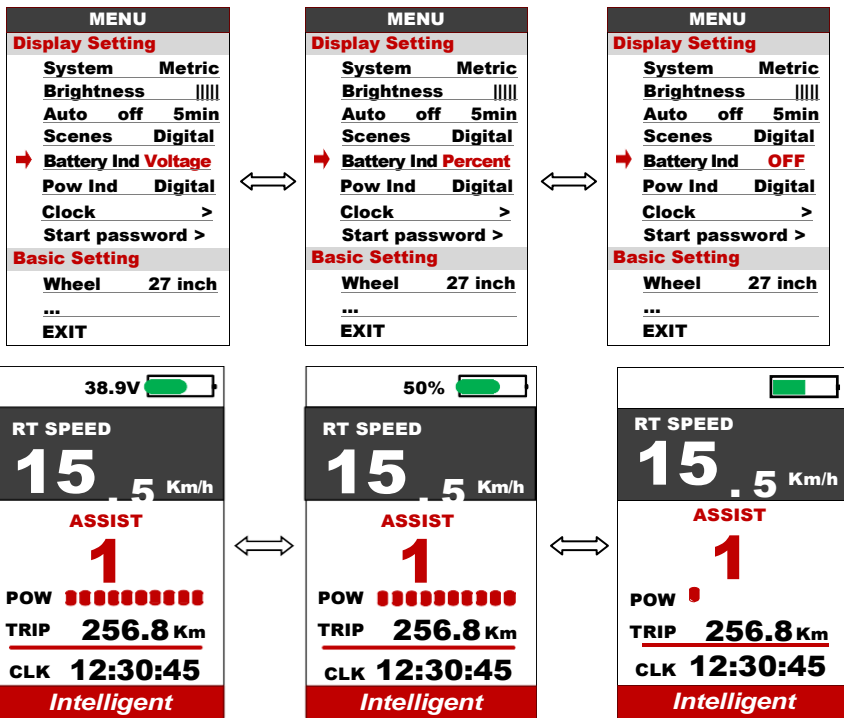 MENU
Display Setting
System Metric
Brightness |||||
Auto off 5min
Scenes Digital
Battery Ind Voltage
Pow Ind Digital
Clock >
Start password >
Basic Setting
Wheel 27 inch
...
EXIT
MENU
Display Setting
System Metric
Brightness |||||
Auto off 5min
Scenes Digital
Battery Ind Percent
Pow Ind Digital
Clock >
Start password >
Basic Setting
Wheel 27 inch
...
EXIT
MENU
Display Setting
System Metric
Brightness |||||
Auto off 5min
Scenes Digital
Battery Ind OFF
Pow Ind Digital
Clock >
Start password >
Basic Setting
Wheel 27 inch
...
EXIT
38.9V
RT SPEED
15.5 Km/h
ASSIST
1
POW
TRIP 256.8 Km
CLK 12:30:45
Intelligent
50%
RT SPEED
15.5 Km/h
ASSIST
1
POW
TRIP 256.8 Km
CLK 12:30:45
Intelligent
RT SPEED
15.5 Km/h
ASSIST
1
POW
TRIP 256.8 Km
CLK 12:30:45
Intelligent